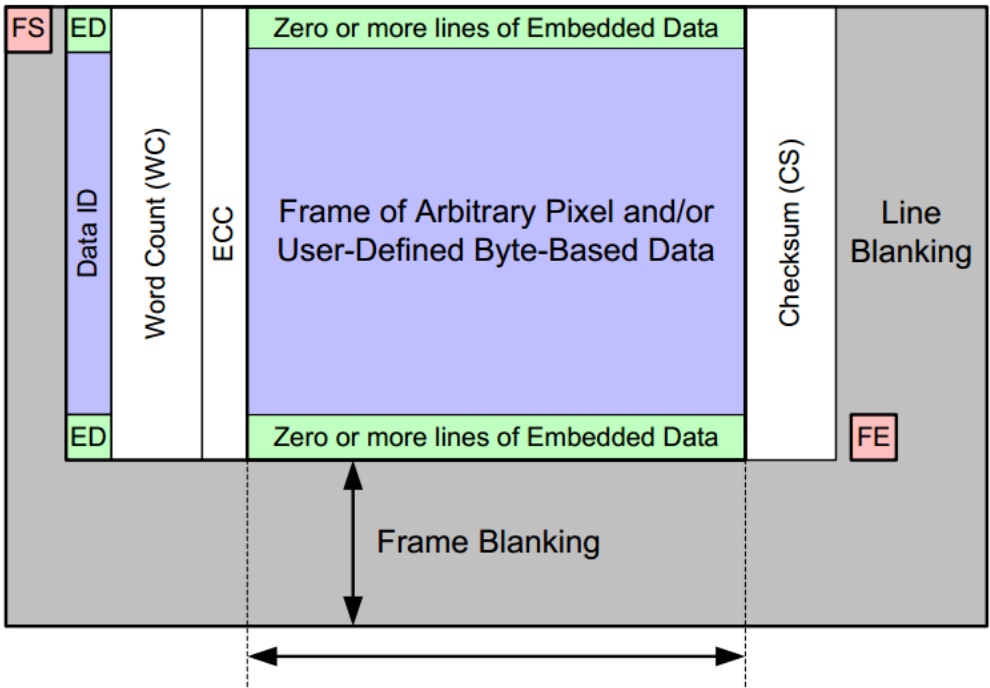 FS
ED
Zero or more lines of Embedded Data
Data ID
Word Count (WC)
ECC
Frame of Arbitrary Pixel and/or
User-Defined Byte-Based Data
Checksum (CS)
Line
Blanking
ED
Zero or more lines of Embedded Data
FE
Frame Blanking